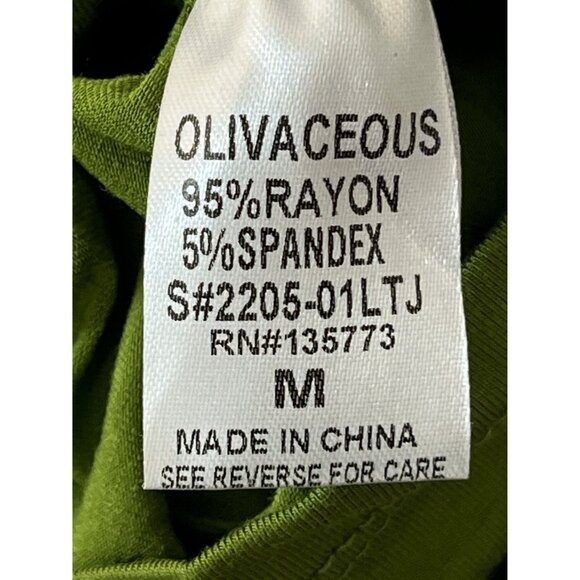 OLIVACEOUS
95%RAYON
5%SPANDEX
S#2205-01LTJ
RN#135773
M
MADE IN CHINA
SEE REVERSE FOR CARE